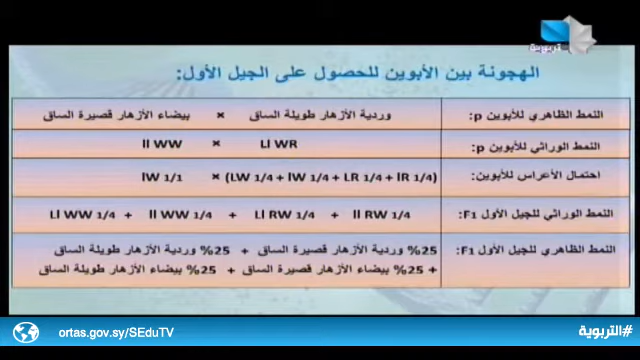 التربوية
الهجونة بين الأبوين للحصول على الجيل الأول:
النمط الظاهري للأبوين p: وردية الأزهار طويلة الساق × بيضاء الأزهار قصيرة الساق
النمط الوراثي للأبوين p: Ll WR × ll WW
احتمال الأعراس للأبوين: (LW 1/4 + lW 1/4 + LR 1/4 + lR 1/4) × lW 1/1
النمط الوراثي للجيل الأول F1: Ll WW 1/4 + ll WW 1/4 + Ll RW 1/4 + ll RW 1/4
النمط الظاهري للجيل الأول F1: 25% وردية الأزهار قصيرة الساق + 25% وردية الأزهار طويلة الساق
+ 25% بيضاء الأزهار قصيرة الساق + 25% بيضاء الأزهار طويلة الساق
ortas.gov.sy/SEduTV
#التربوية